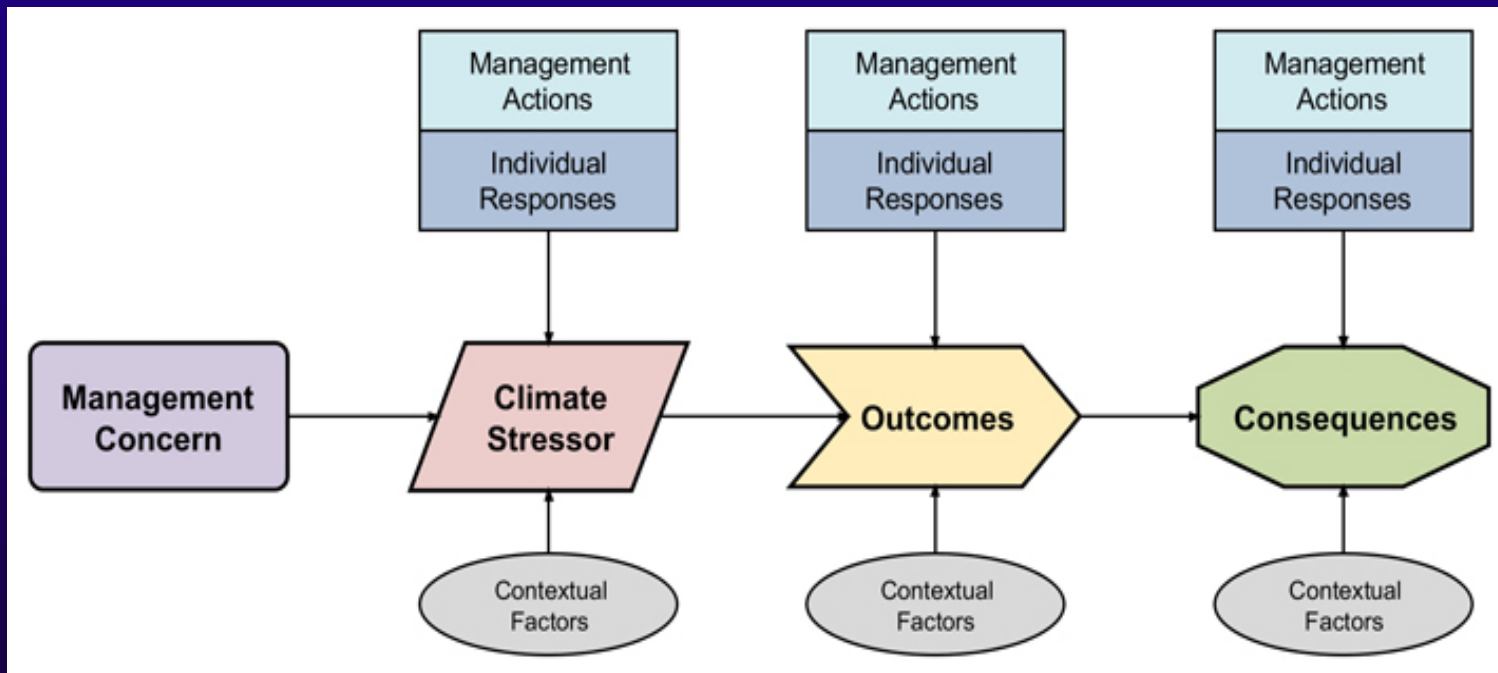 Management
Actions
Individual
Responses
Management
Actions
Individual
Responses
Management
Actions
Individual
Responses
Management
Concern
Climate
Stressor
Outcomes
Consequences
Contextual
Factors
Contextual
Factors
Contextual
Factors